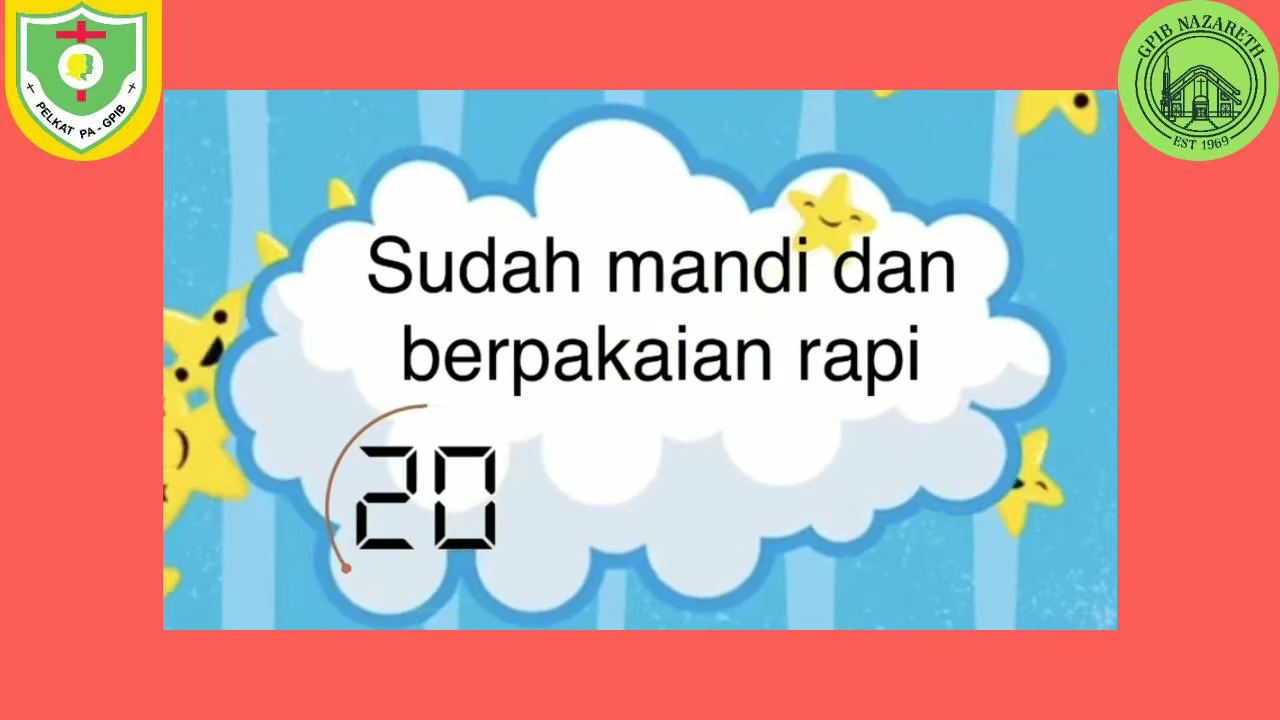 PELKAT PA - GPIB
GPIB NAZARETH
EST 1969
Sudah mandi dan
berpakaian rapi
20